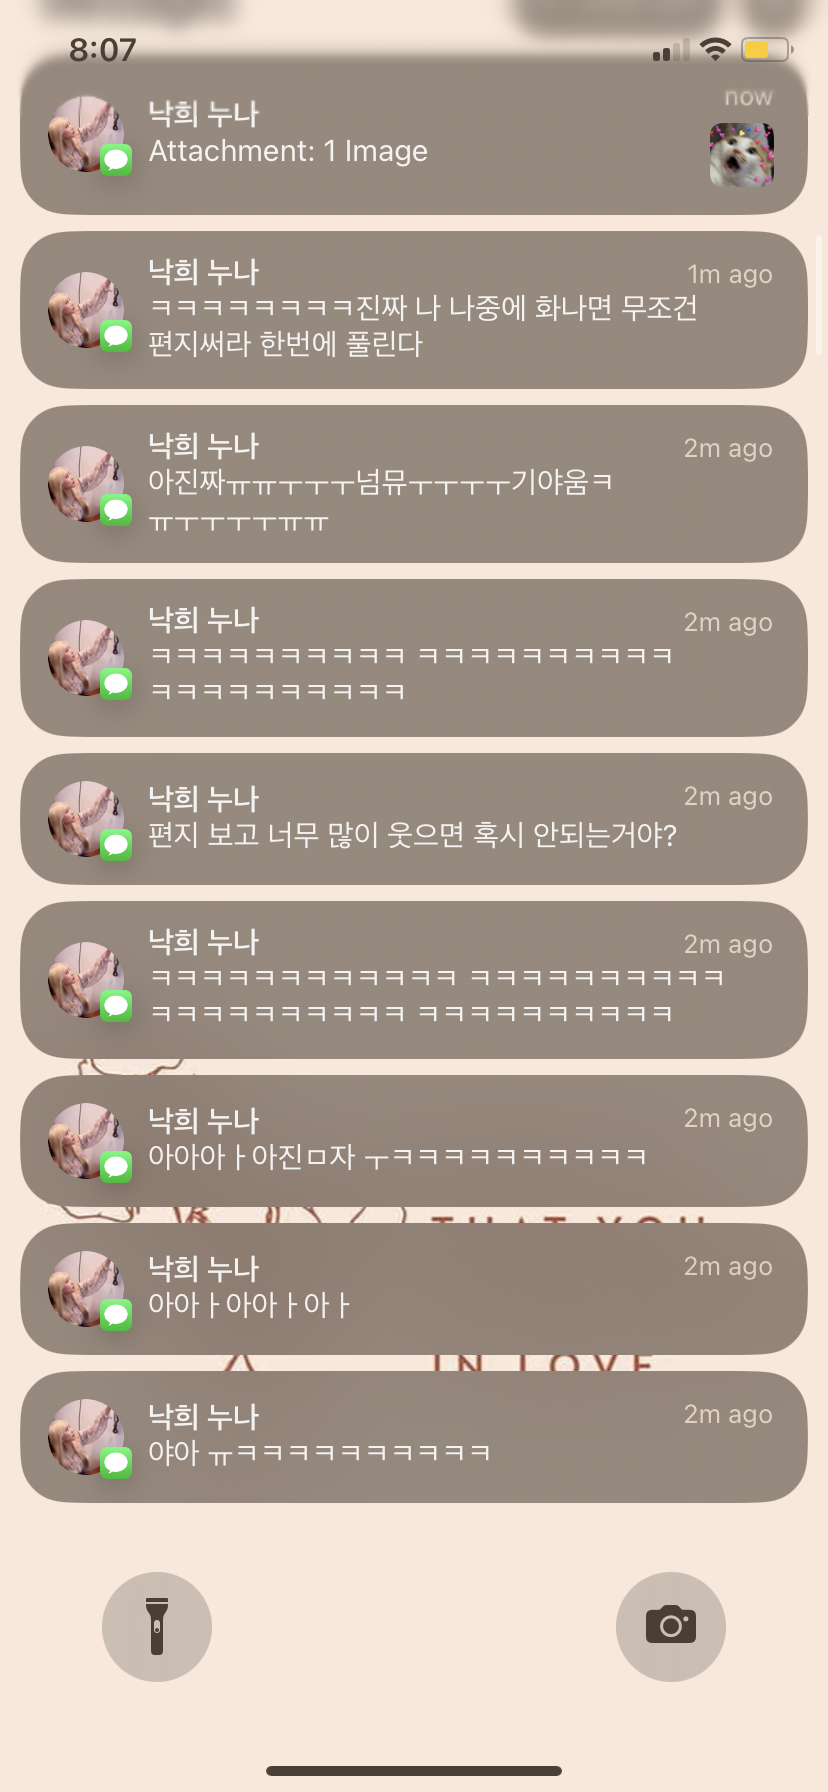 8:07
낙희 누나
now
Attachment: 1 Image
낙희 누나
1m ago
ㅋㅋㅋㅋㅋㅋㅋㅋ진짜 나 나중에 화나면 무조건
편지써라 한번에 풀린다
낙희 누나
2m ago
아진짜ㅠㅠㅜㅜㅜ넘뮤ㅜㅜㅜㅜ기야움ㅋ
ㅠㅜㅜㅜㅜㅠㅠ
낙희 누나
2m ago
ㅋㅋㅋㅋㅋㅋㅋㅋㅋㅋ ㅋㅋㅋㅋㅋㅋㅋㅋㅋㅋ
ㅋㅋㅋㅋㅋㅋㅋㅋㅋㅋ
낙희 누나
2m ago
편지 보고 너무 많이 웃으면 혹시 안되는거야?
낙희 누나
2m ago
ㅋㅋㅋㅋㅋㅋㅋㅋㅋㅋㅋㅋ ㅋㅋㅋㅋㅋㅋㅋㅋㅋㅋ
ㅋㅋㅋㅋㅋㅋㅋㅋㅋㅋ ㅋㅋㅋㅋㅋㅋㅋㅋㅋㅋ
낙희 누나
2m ago
아아아ㅏ아진ㅁ자 ㅜㅋㅋㅋㅋㅋㅋㅋㅋㅋㅋ
THAT YOU
낙희 누나
2m ago
아아ㅏ아아ㅏ아ㅏ
IN LOVE
낙희 누나
2m ago
야아 ㅠㅋㅋㅋㅋㅋㅋㅋㅋㅋㅋ